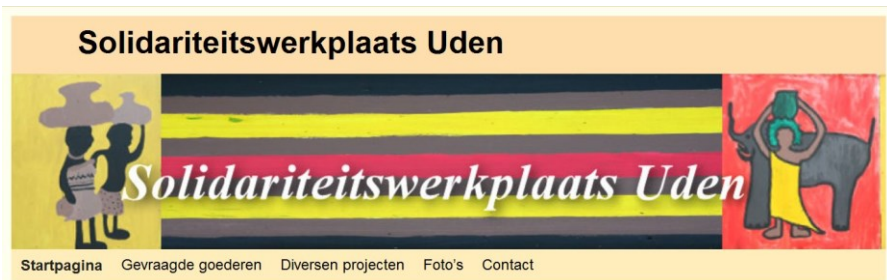 Solidariteitswerkplaats Uden
Solidariteitswerkplaats Uden
Startpagina Gevraagde goederen Diversen projecten Foto's Contact